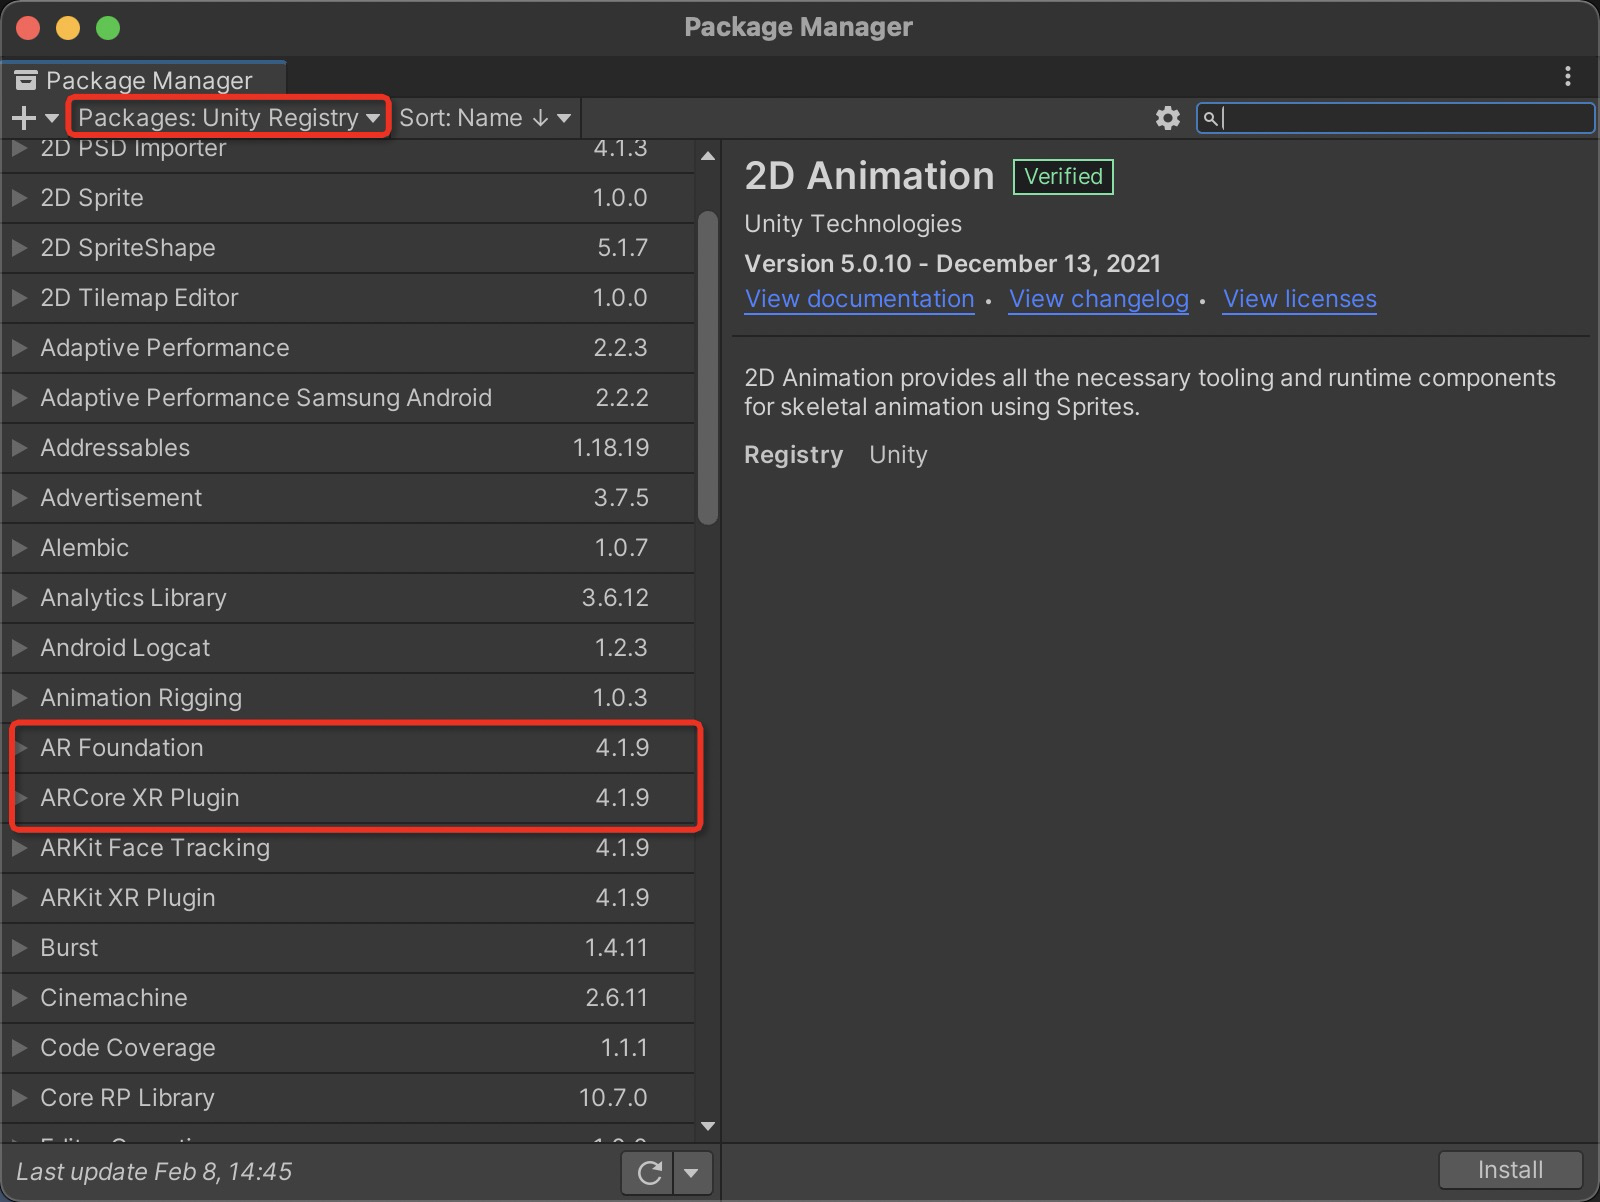 Package Manager
Package Manager
Packages: Unity Registry
Sort: Name ↓
2D PSD Importer 4.1.3
2D Sprite 1.0.0
2D SpriteShape 5.1.7
2D Tilemap Editor 1.0.0
Adaptive Performance 2.2.3
Adaptive Performance Samsung Android 2.2.2
Addressables 1.18.19
Advertisement 3.7.5
Alembic 1.0.7
Analytics Library 3.6.12
Android Logcat 1.2.3
Animation Rigging 1.0.3
AR Foundation 4.1.9
ARCore XR Plugin 4.1.9
ARKit Face Tracking 4.1.9
ARKit XR Plugin 4.1.9
Burst 1.4.11
Cinemachine 2.6.11
Code Coverage 1.1.1
Core RP Library 10.7.0
Last update Feb 8, 14:45
2D Animation Verified
Unity Technologies
Version 5.0.10 - December 13, 2021
View documentation • View changelog • View licenses
2D Animation provides all the necessary tooling and runtime components
for skeletal animation using Sprites.
Registry Unity
Install